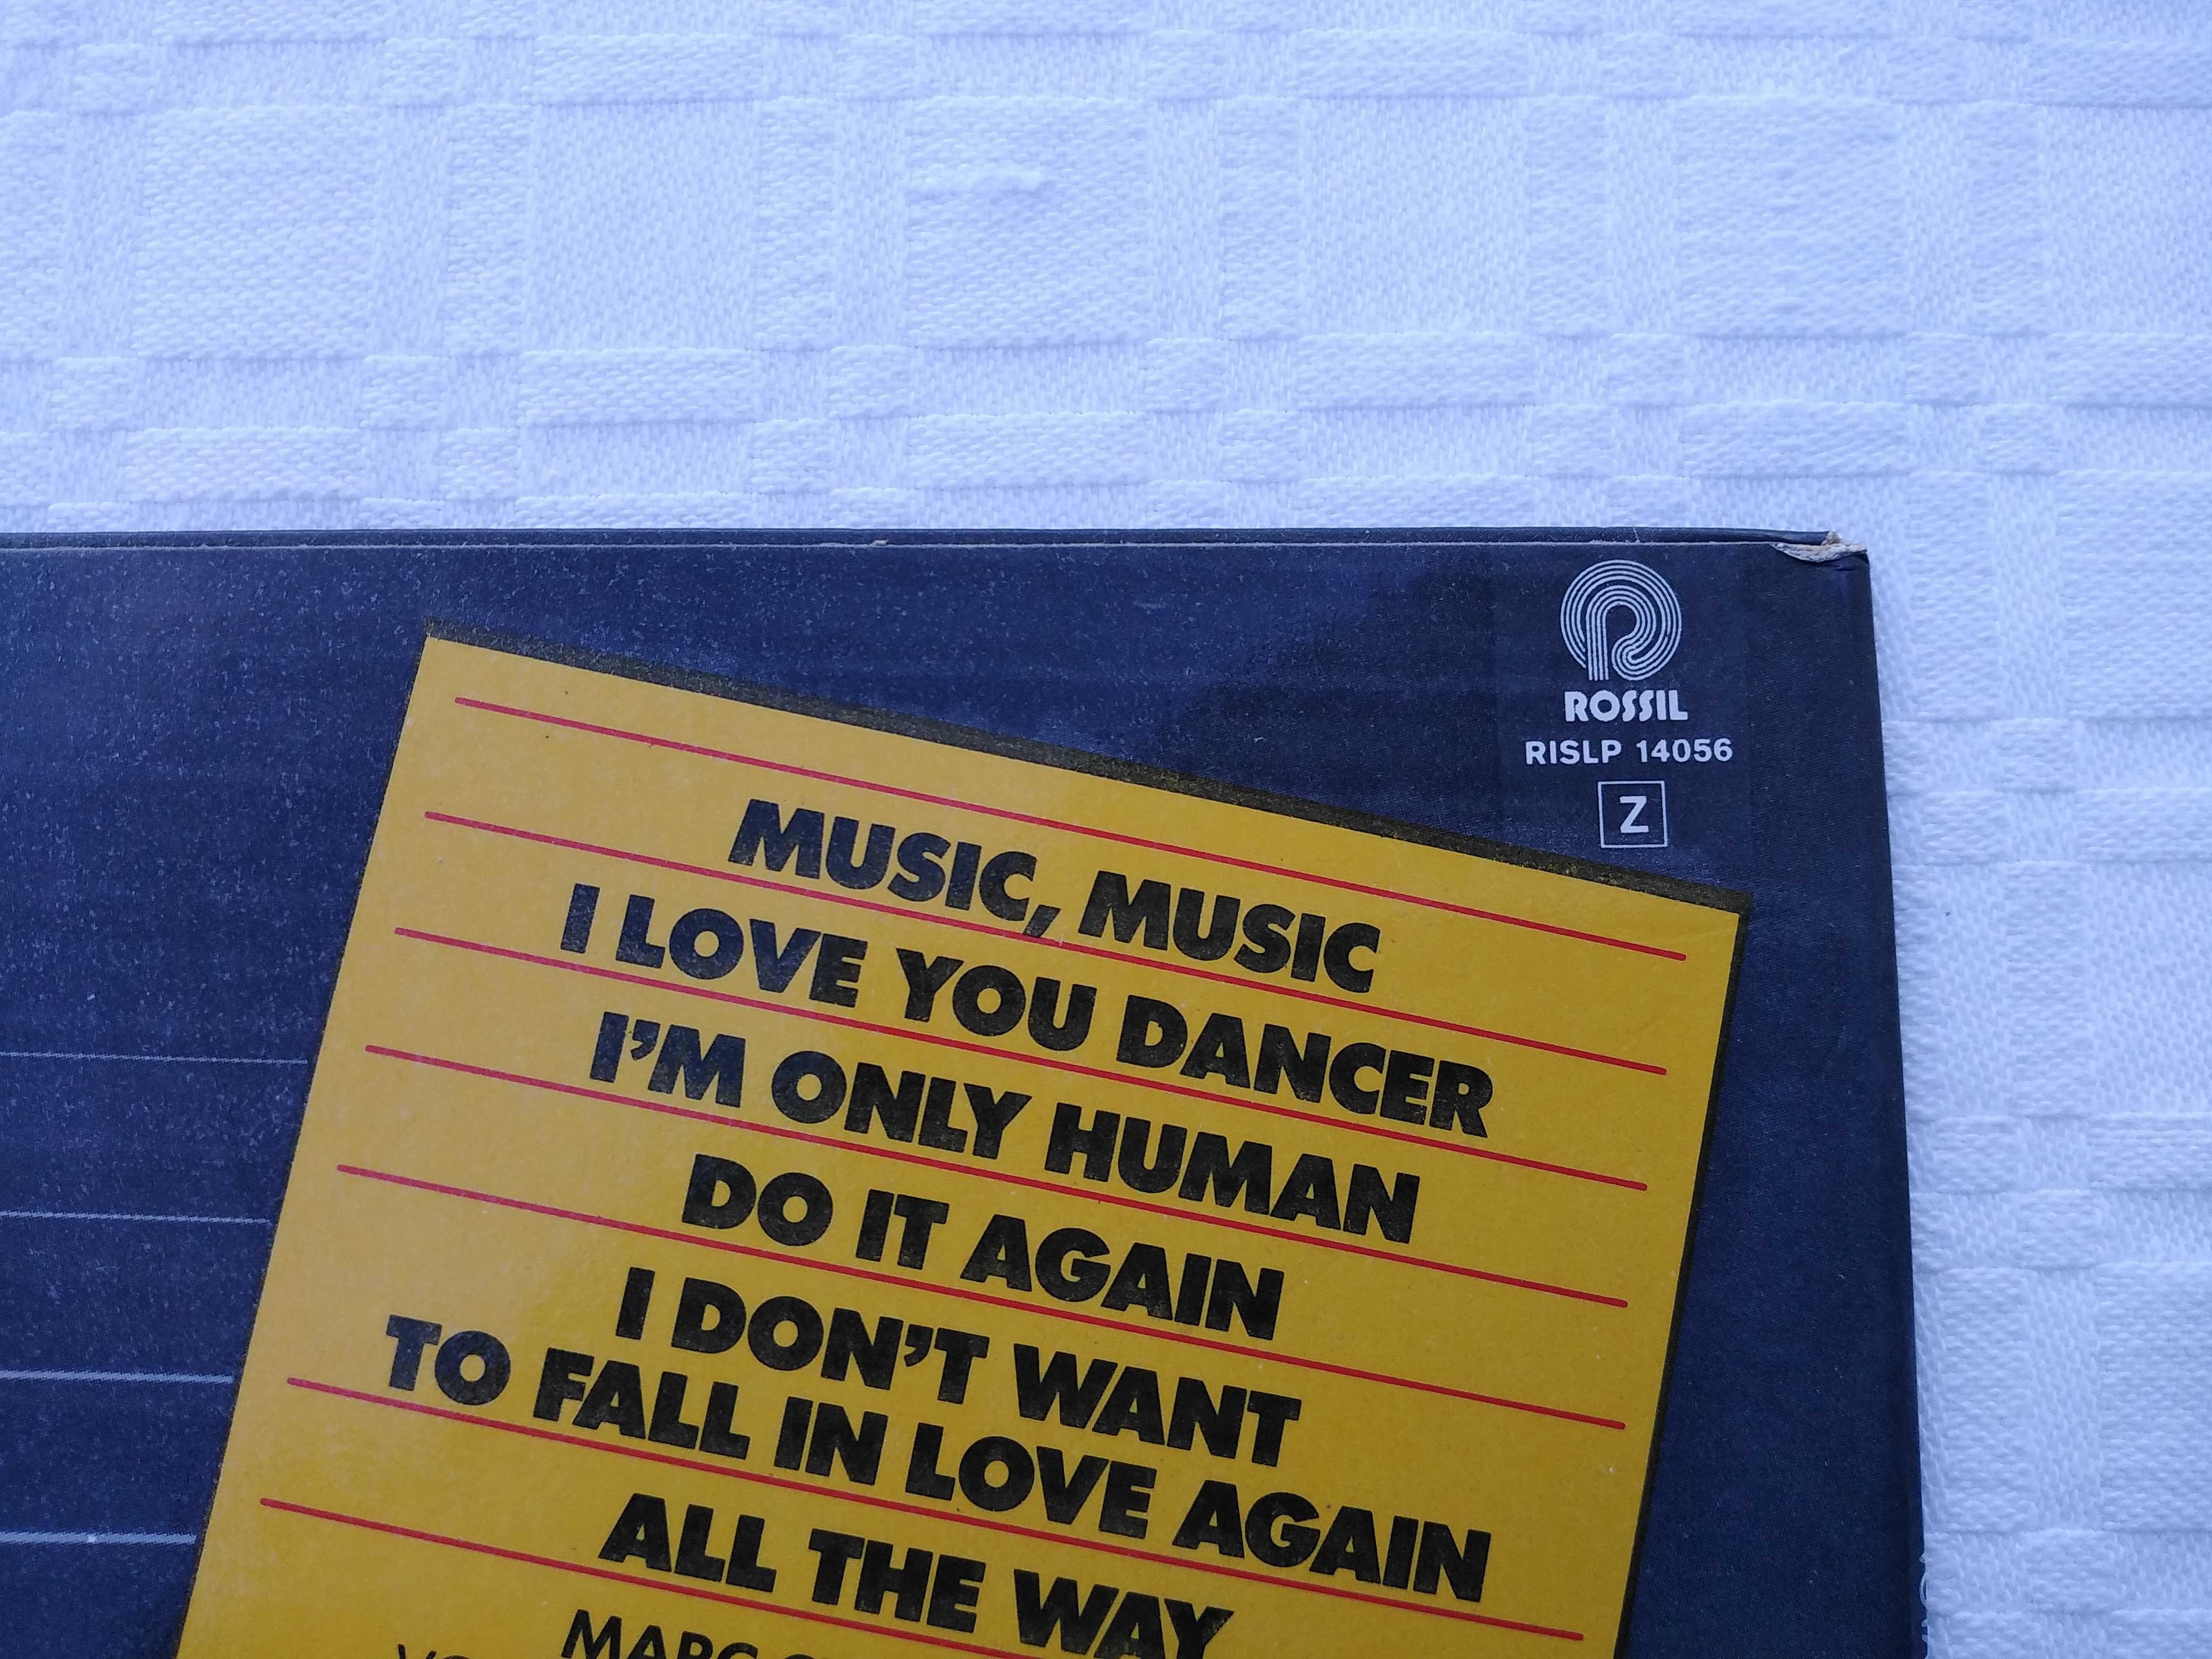 ROSSIL
RISLP 14056
Z
MUSIC, MUSIC
I LOVE YOU DANCER
I'M ONLY HUMAN
DO IT AGAIN
I DON'T WANT
TO FALL IN LOVE AGAIN
ALL THE WAY